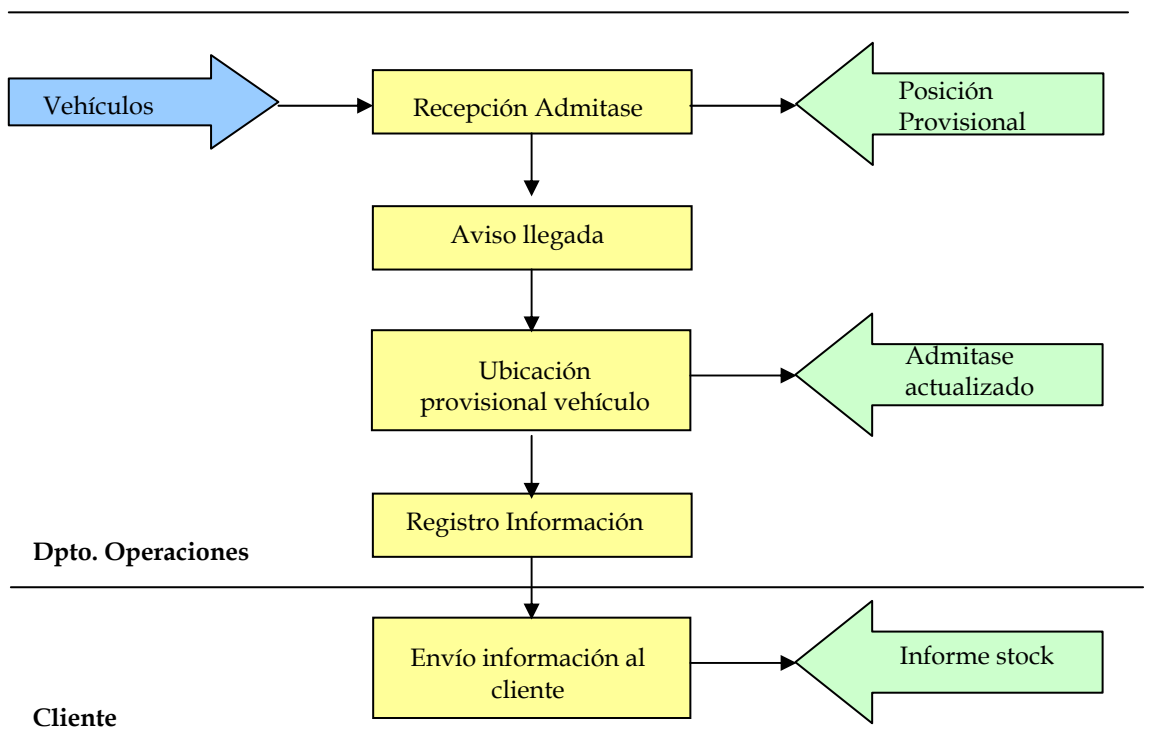 Vehículos
Recepción Admitase
Posición
Provisional
Aviso llegada
Ubicación
provisional vehículo
Admitase
actualizado
Registro Información
Dpto. Operaciones
Envío información al
cliente
Informe stock
Cliente